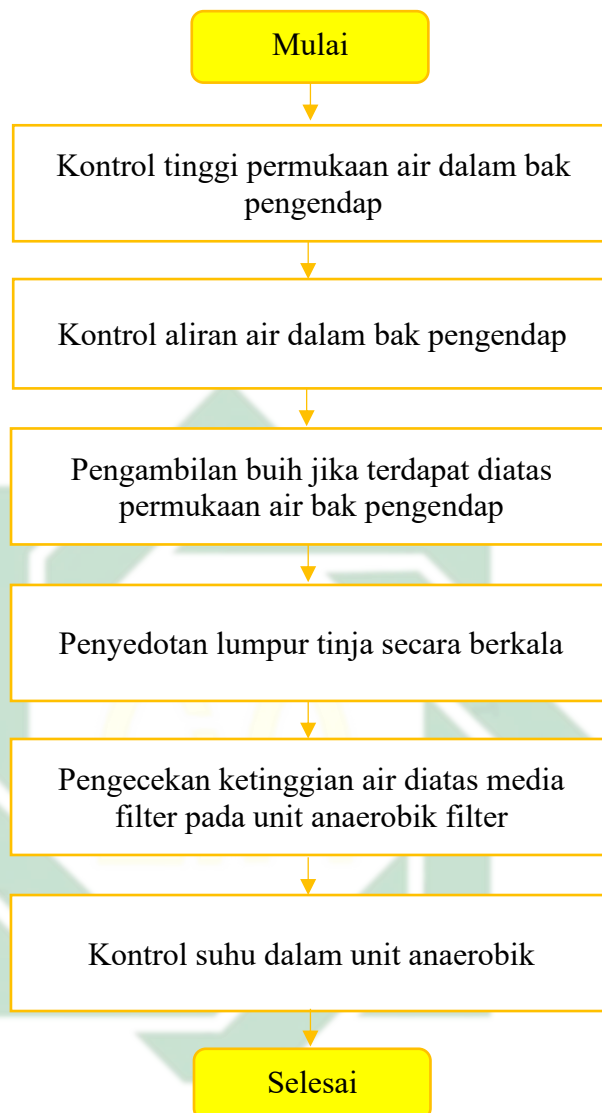 Mulai
Kontrol tinggi permukaan air dalam bak
pengendap
Kontrol aliran air dalam bak pengendap
Pengambilan buih jika terdapat diatas
permukaan air bak pengendap
Penyedotan lumpur tinja secara berkala
Pengecekan ketinggian air diatas media
filter pada unit anaerobik filter
Kontrol suhu dalam unit anaerobik
Selesai